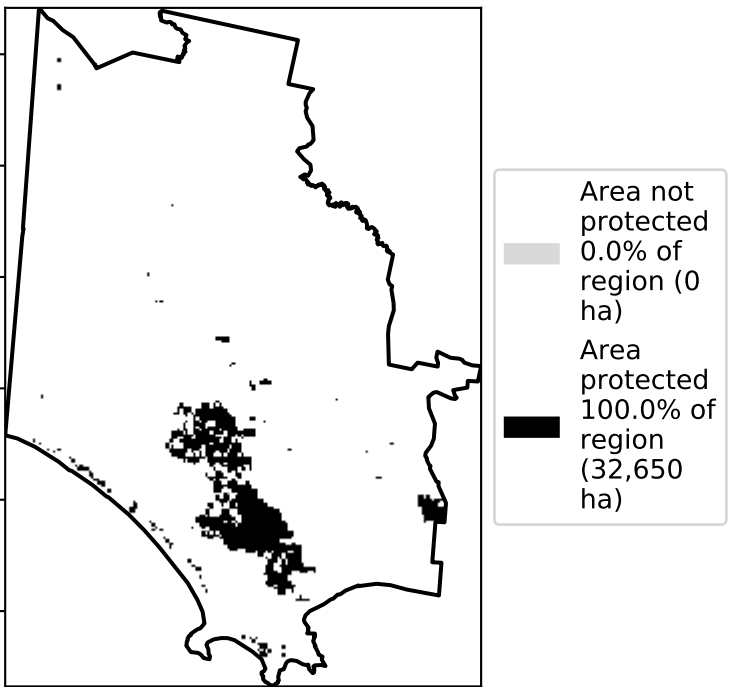 Area not
protected
0.0% of
region (0
ha)
Area
protected
100.0% of
region
(32,650
ha)